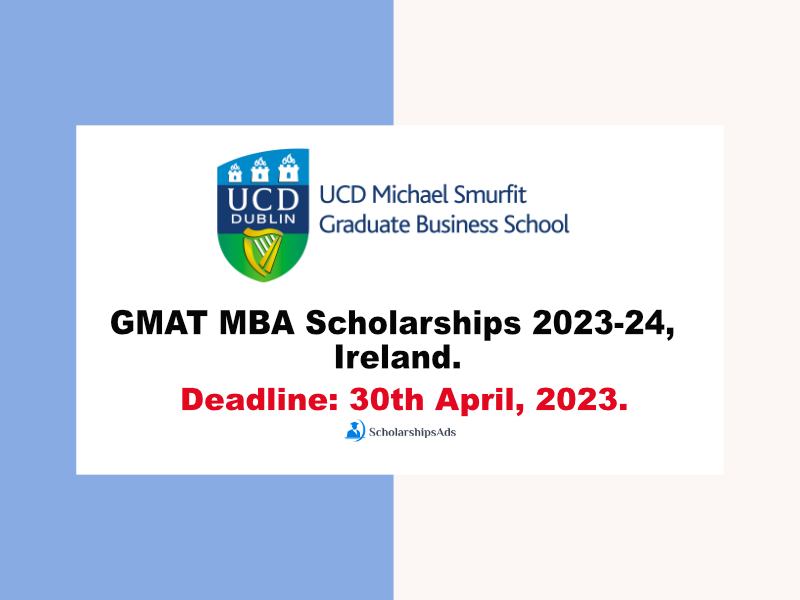 UCD
DUBLIN
UCD Michael Smurfit
Graduate Business School
GMAT MBA Scholarships 2023-24,
Ireland.
Deadline: 30th April, 2023.
ScholarshipsAds